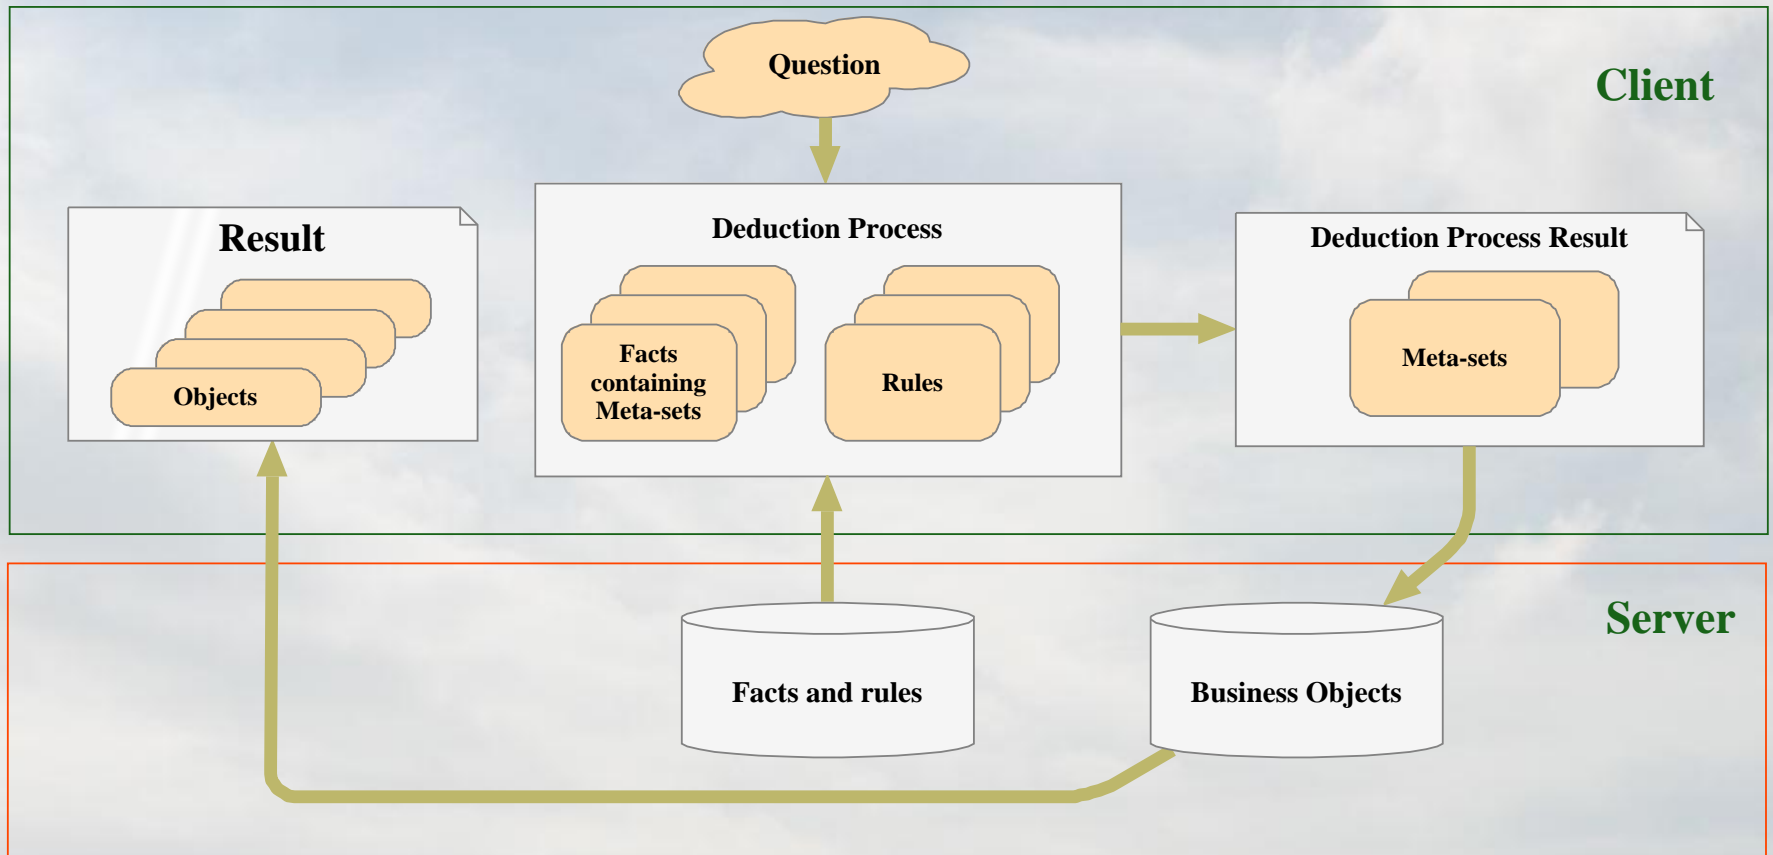 Question
Client
Result
Objects
Deduction Process
Facts
containing
Meta-sets
Rules
Deduction Process Result
Meta-sets
Server
Facts and rules
Business Objects